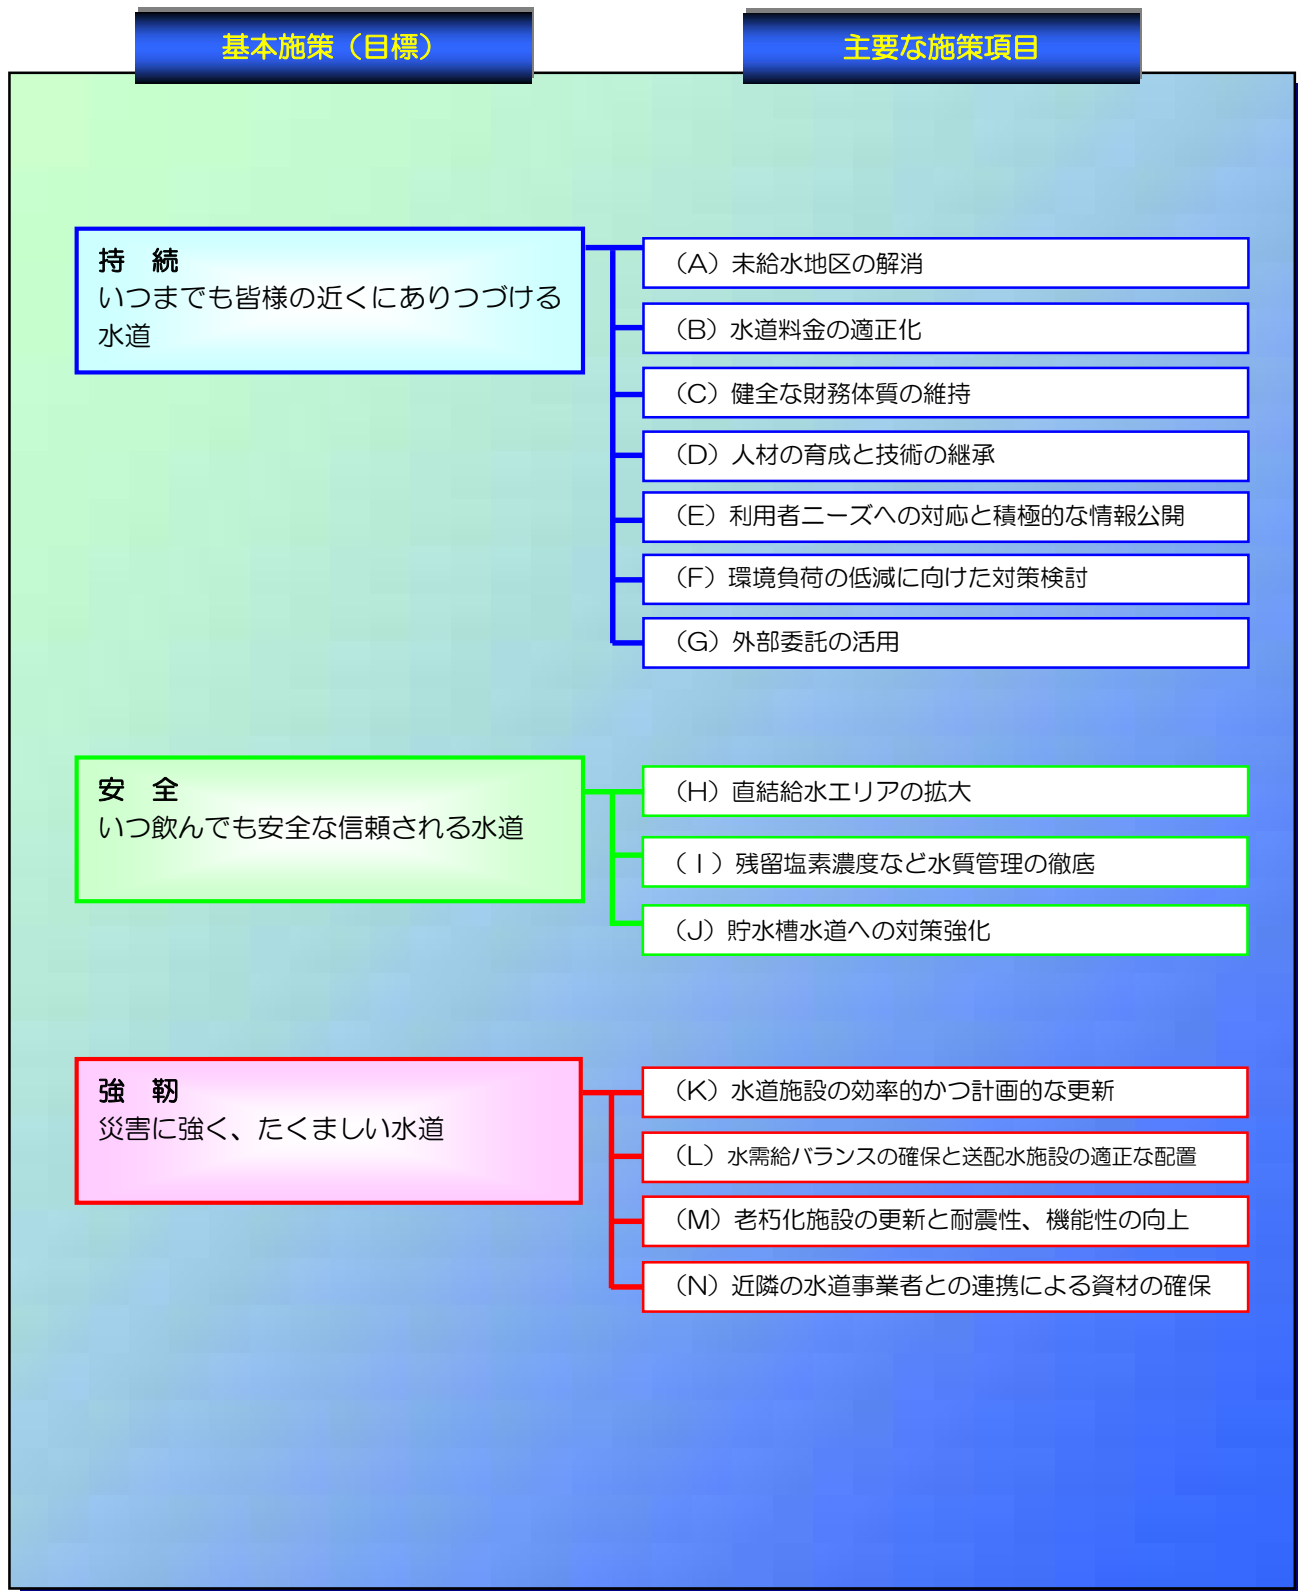 基本施策（目標）
主要な施策項目
持　続
いつまでも皆様の近くにありつづける
水道
（A）未給水地区の解消
（B）水道料金の適正化
（C）健全な財務体質の維持
（D）人材の育成と技術の継承
（E）利用者ニーズへの対応と積極的な情報公開
（F）環境負荷の低減に向けた対策検討
（G）外部委託の活用
安　全
いつ飲んでも安全な信頼される水道
（H）直結給水エリアの拡大
（I）残留塩素濃度など水質管理の徹底
（J）貯水槽水道への対策強化
強　靭
災害に強く、たくましい水道
（K）水道施設の効率的かつ計画的な更新
（L）水需給バランスの確保と送配水施設の適正な配置
（M）老朽化施設の更新と耐震性、機能性の向上
（N）近隣の水道事業者との連携による資材の確保